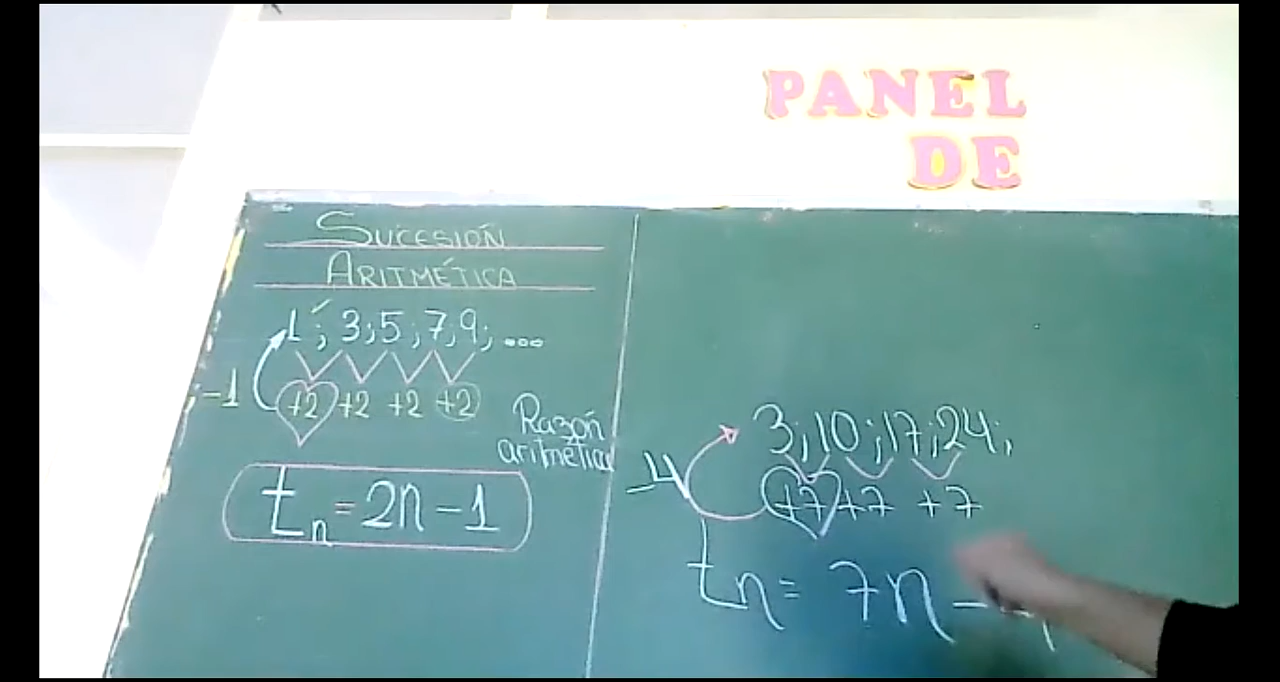 PANEL
DE
SUCESIÓN
ARITMÉTICA
1 ; 3 ; 5 ; 7 ; 9 ; ...
-1 +2 +2 +2 +2
Razón
aritmética
tn = 2n - 1
3 ; 10 ; 17 ; 24 ;
-4 +7 +7 +7
tn = 7n -